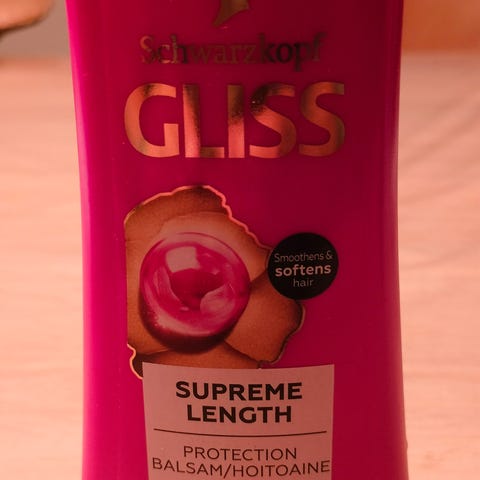 Schwarzkopf
GLISS
Smoothens &
softens
hair
SUPREME
LENGTH
PROTECTION
BALSAM/HOITOAINE